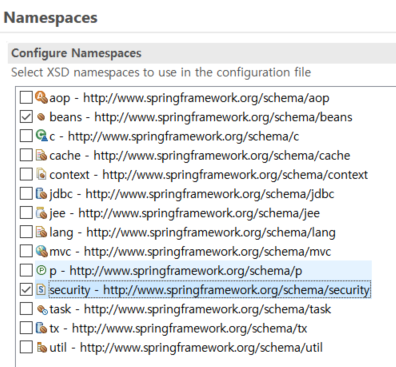 Namespaces
Configure Namespaces
Select XSD namespaces to use in the configuration file
aop - http://www.springframework.org/schema/aop
beans - http://www.springframework.org/schema/beans
c - http://www.springframework.org/schema/c
cache - http://www.springframework.org/schema/cache
context - http://www.springframework.org/schema/context
jdbc - http://www.springframework.org/schema/jdbc
jee - http://www.springframework.org/schema/jee
lang - http://www.springframework.org/schema/lang
mvc - http://www.springframework.org/schema/mvc
p - http://www.springframework.org/schema/p
security - http://www.springframework.org/schema/security
task - http://www.springframework.org/schema/task
tx - http://www.springframework.org/schema/tx
util - http://www.springframework.org/schema/util